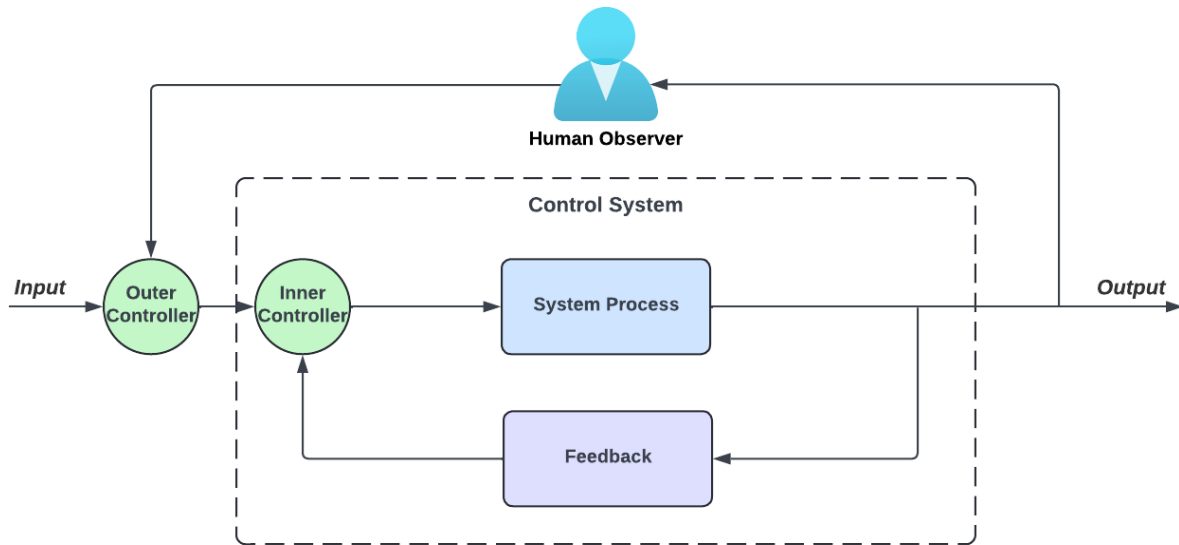 Human Observer
Control System
Input
Outer
Controller
Inner
Controller
System Process
Output
Feedback